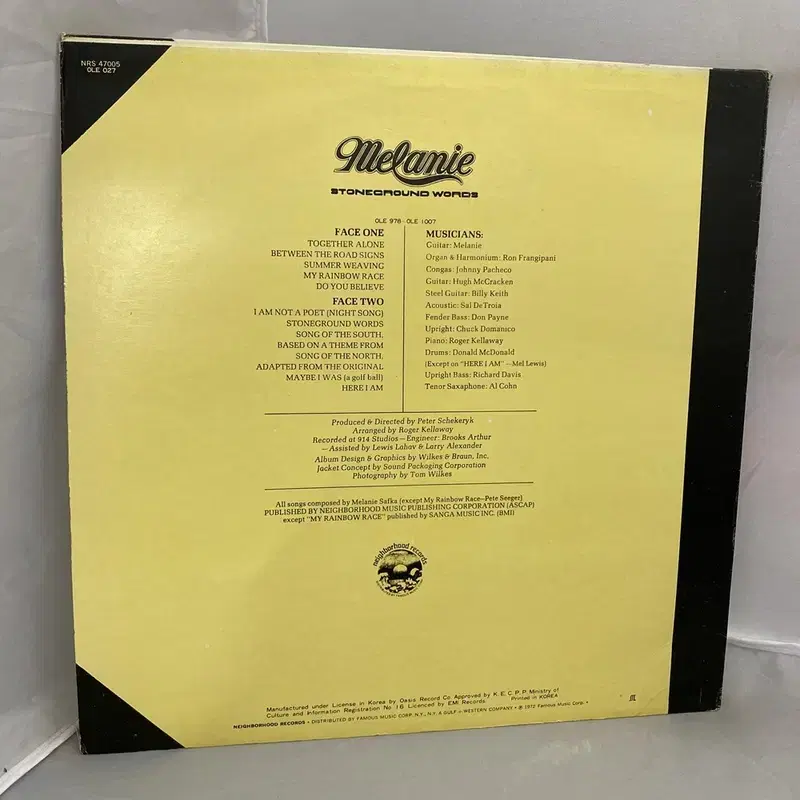 NRS 47005
OLE 027
Melanie
STONEGROUND WORDS
OLE 978 - OLE 1007
FACE ONE
TOGETHER ALONE
BETWEEN THE ROAD SIGNS
SUMMER WEAVING
MY RAINBOW RACE
DO YOU BELIEVE
FACE TWO
I AM NOT A POET (NIGHT SONG)
STONEGROUND WORDS
SONG OF THE SOUTH,
BASED ON A THEME FROM
SONG OF THE NORTH,
ADAPTED FROM THE ORIGINAL
MAYBE I WAS (a golf ball)
HERE I AM
MUSICIANS:
Guitar: Melanie
Organ & Harmonium: Ron Frangipani
Congas: Johnny Pacheco
Guitar: Hugh McCracken
Steel Guitar: Billy Keith
Acoustic: Sal DeTroia
Fender Bass: Don Payne
Upright: Chuck Domanico
Piano: Roger Kellaway
Drums: Donald McDonald
(Except on "HERE I AM" — Mel Lewis)
Upright Bass: Richard Davis
Tenor Saxophone: Al Cohn
Produced & Directed by Peter Schekeryk
Arranged by Roger Kellaway
Recorded at 914 Studios — Engineer: Brooks Arthur
— Assisted by Lewis Lahav & Larry Alexander
Album Design & Graphics by Wilkes & Braun, Inc.
Jacket Concept by Sound Packaging Corporation
Photography by Tom Wilkes
All songs composed by Melanie Safka (except My Rainbow Race—Pete Seeger)
PUBLISHED BY NEIGHBORHOOD MUSIC PUBLISHING CORPORATION (ASCAP)
except "MY RAINBOW RACE" published by SANGA MUSIC INC. (BMI)
neighborhood records
DISTRIBUTED BY FAMOUS MUSIC CORP.
Manufactured under License in Korea by Oasis Record Co. Approved by K. E. C. P. P. Ministry of
Culture and Information Registration No. 16 Licenced by EMI Records. Printed in KOREA
NEIGHBORHOOD RECORDS • DISTRIBUTED BY FAMOUS MUSIC CORP. N.Y., N.Y. A GULF + WESTERN COMPANY • ℗ 1972 Famous Music Corp. •